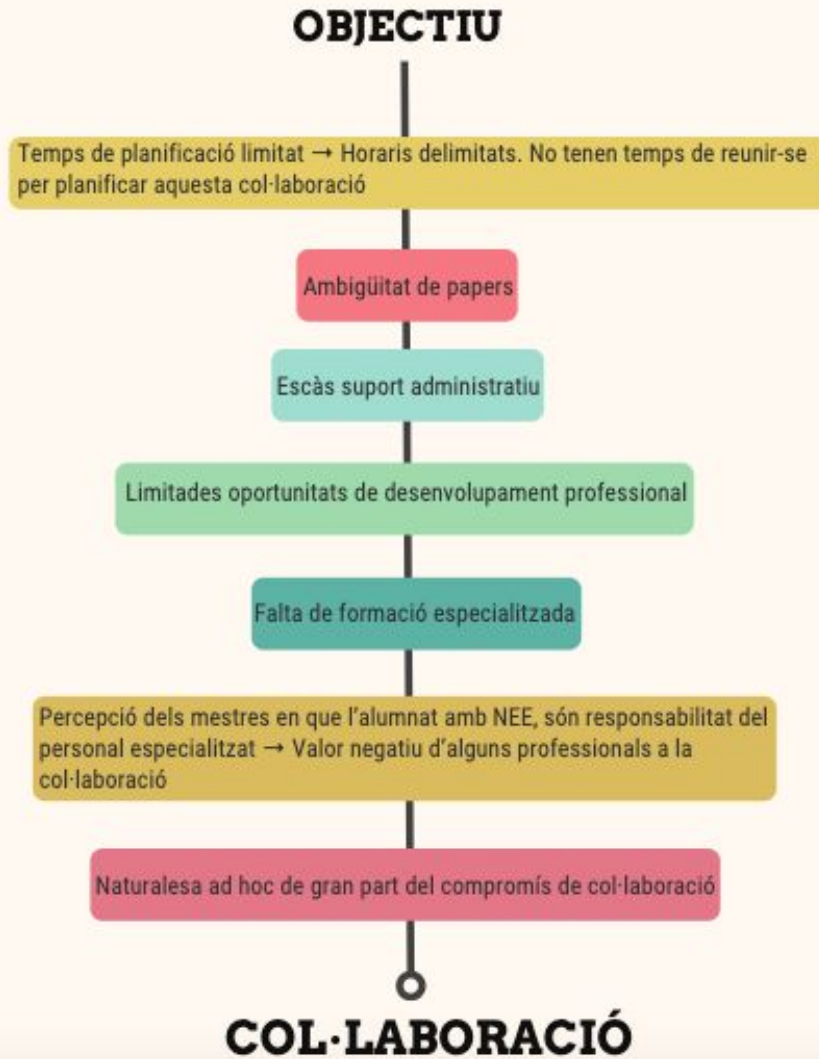 OBJECTIU
Temps de planificació limitat → Horaris delimitats. No tenen temps de reunir-se
per planificar aquesta col·laboració
Ambigüitat de papers
Escàs suport administratiu
Limitades oportunitats de desenvolupament professional
Falta de formació especialitzada
Percepció dels mestres en que l'alumnat amb NEE, són responsabilitat del
personal especialitzat → Valor negatiu d'alguns professionals a la
col·laboració
Naturalesa ad hoc de gran part del compromís de col·laboració
COL·LABORACIÓ